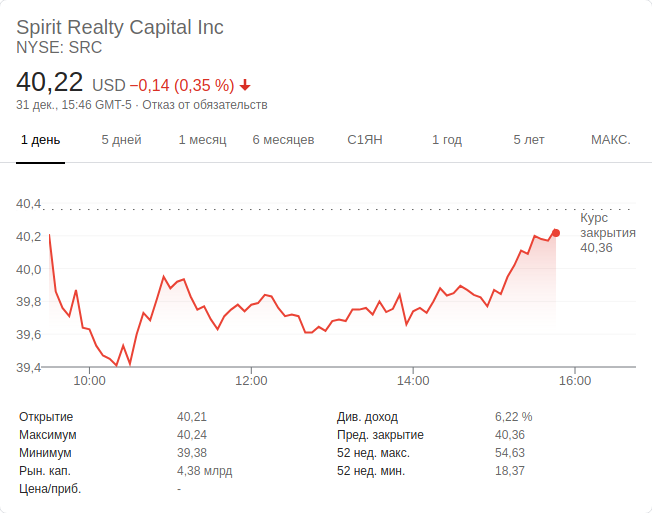 Spirit Realty Capital Inc
NYSE: SRC
40,22 USD −0,14 (0,35 %)
31 дек., 15:46 GMT-5 · Отказ от обязательств
1 день 5 дней 1 месяц 6 месяцев С1ЯН 1 год 5 лет МАКС.
40,4
Курс
закрытия
40,36
40,2
40,0
39,8
39,6
39,4
10:00 12:00 14:00 16:00
Открытие 40,21 Див. доход 6,22 %
Максимум 40,24 Пред. закрытие 40,36
Минимум 39,38 52 нед. макс. 54,63
Рын. кап. 4,38 млрд 52 нед. мин. 18,37
Цена/приб. -